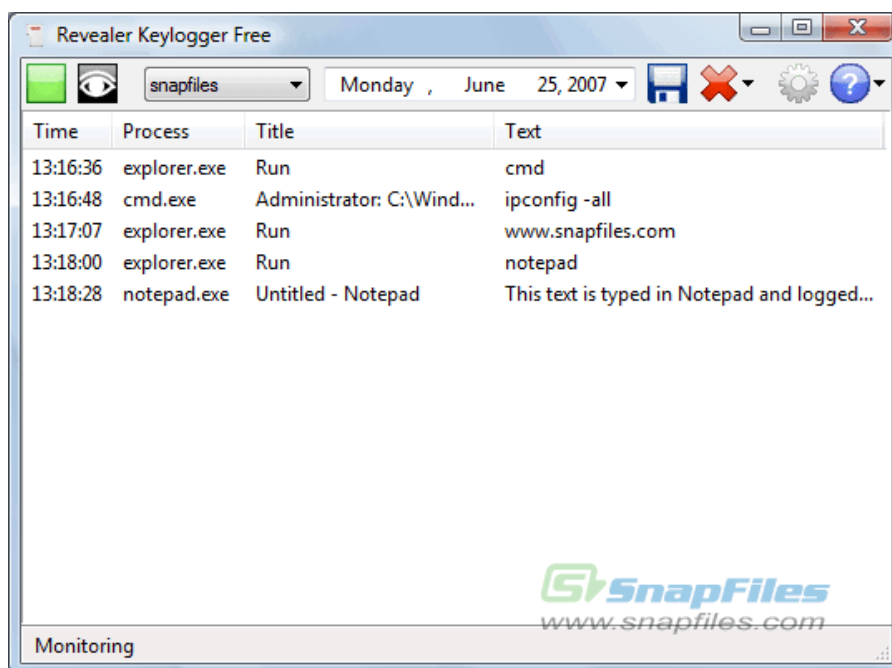 Revealer Keylogger Free
snapfiles Monday , June 25, 2007
Time Process Title Text
13:16:36 explorer.exe Run cmd
13:16:48 cmd.exe Administrator: C:\Wind... ipconfig -all
13:17:07 explorer.exe Run www.snapfiles.com
13:18:00 explorer.exe Run notepad
13:18:28 notepad.exe Untitled - Notepad This text is typed in Notepad and logged...
SnapFiles
www.snapfiles.com
Monitoring